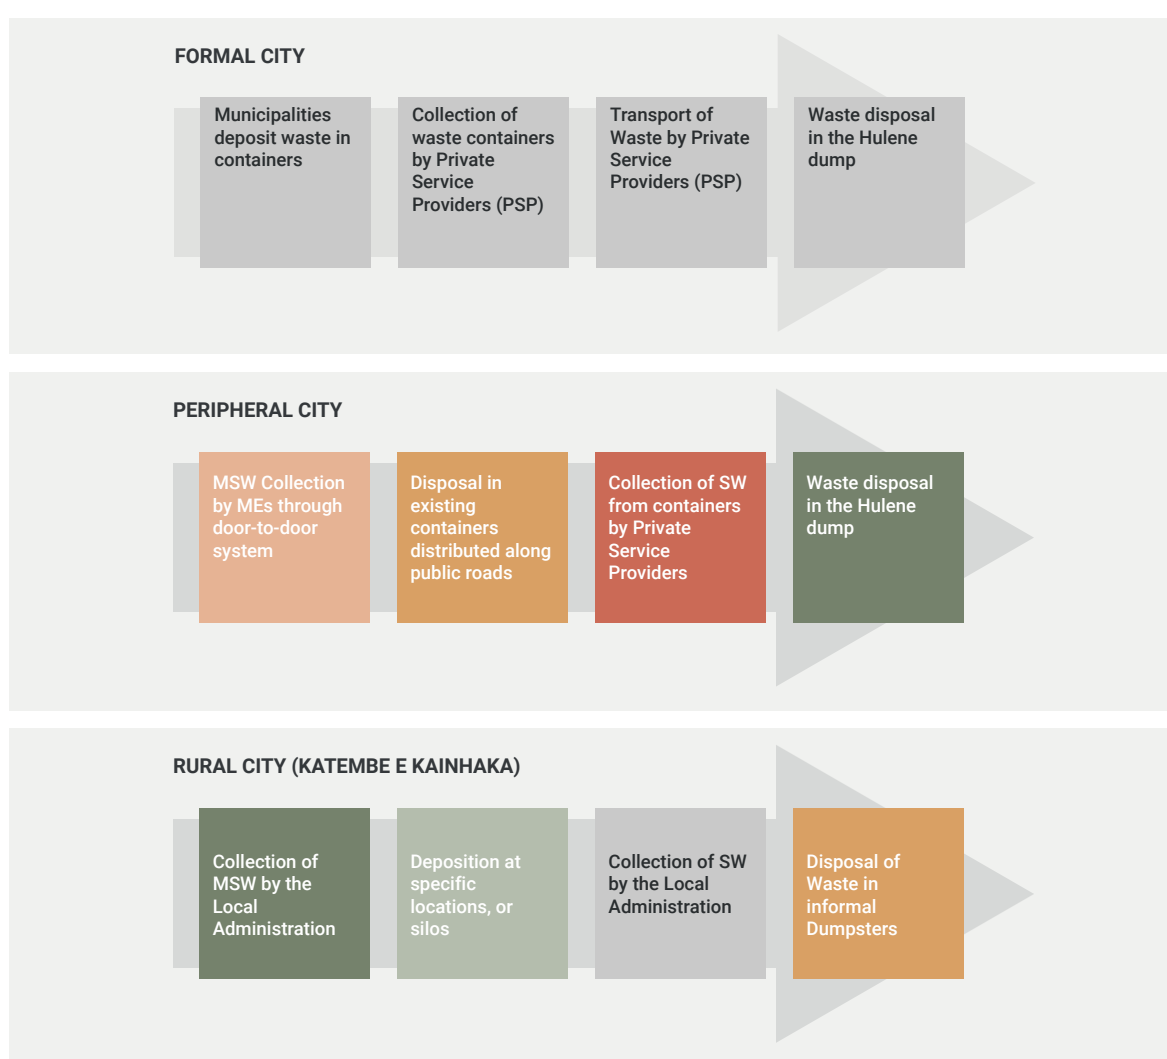 FORMAL CITY
Municipalities
deposit waste in
containers
Collection of
waste containers
by Private
Service
Providers (PSP)
Transport of
Waste by Private
Service
Providers (PSP)
Waste disposal
in the Hulene
dump
PERIPHERAL CITY
MSW Collection
by MEs through
door-to-door
system
Disposal in
existing
containers
distributed along
public roads
Collection of SW
from containers
by Private
Service
Providers
Waste disposal
in the Hulene
dump
RURAL CITY (KATEMBE E KAINHAKA)
Collection of
MSW by the
Local
Administration
Deposition at
specific
locations, or
silos
Collection of SW
by the Local
Administration
Disposal of
Waste in
informal
Dumpsters